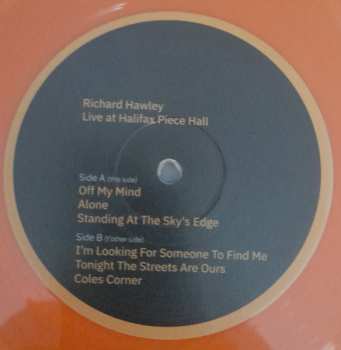 Richard Hawley
Live at Halifax Piece Hall
Side A (this side)
Off My Mind
Alone
Standing At The Sky's Edge
Side B (t'other side)
I'm Looking For Someone To Find Me
Tonight The Streets Are Ours
Coles Corner